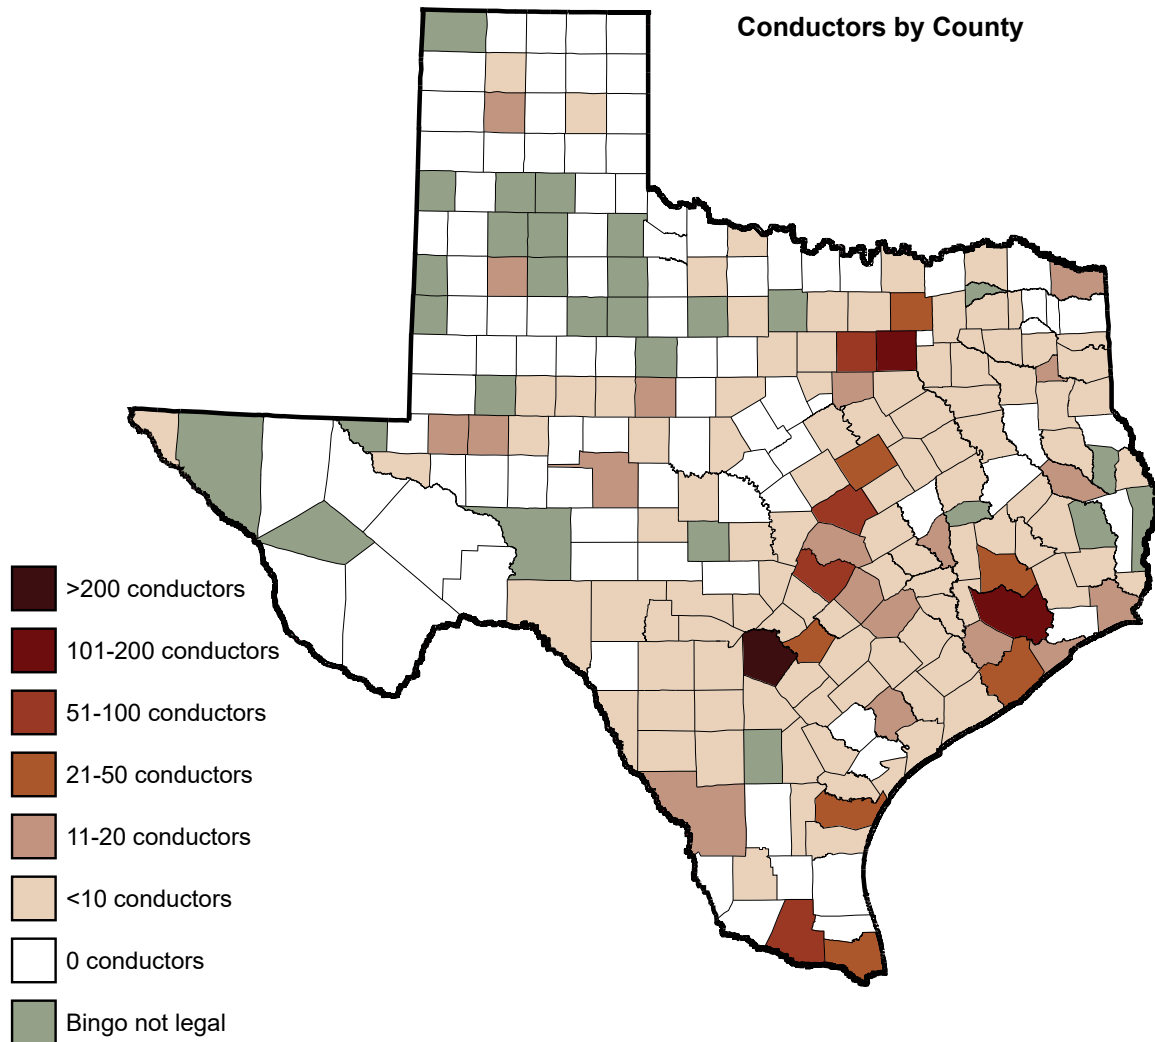 Conductors by County
>200 conductors
101-200 conductors
51-100 conductors
21-50 conductors
11-20 conductors
<10 conductors
0 conductors
Bingo not legal